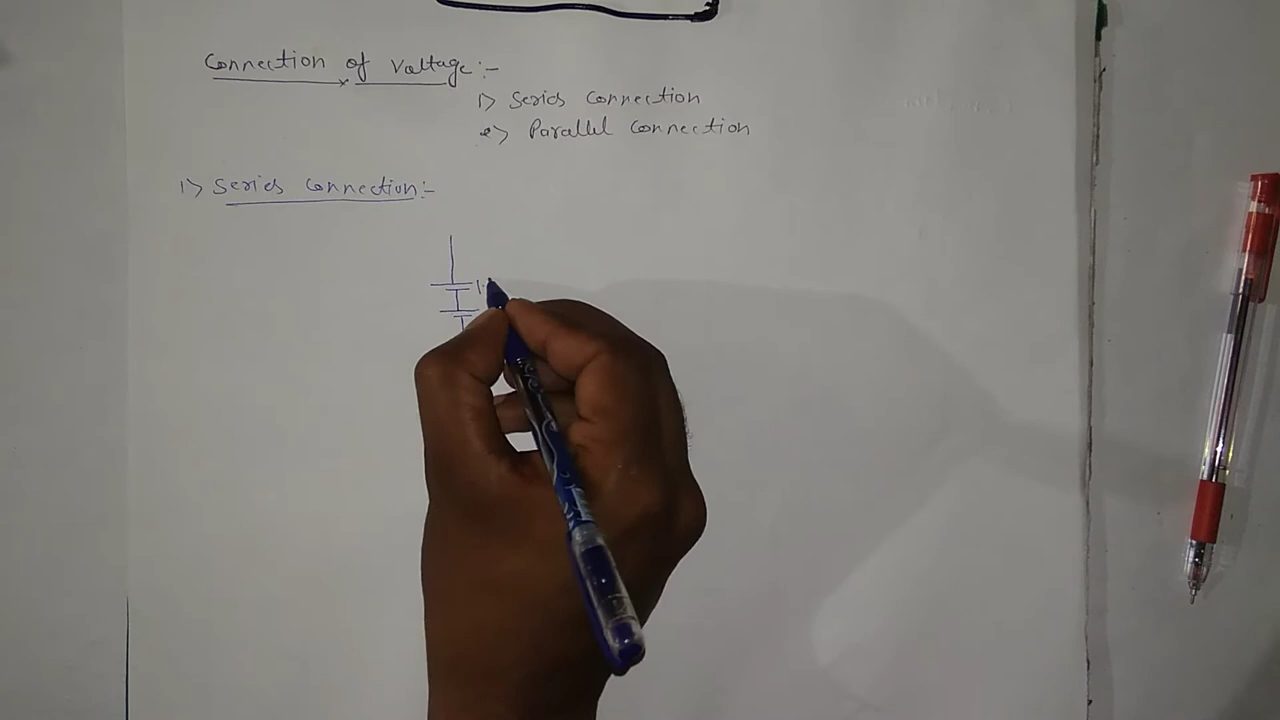 Connection of Voltage:-
1> Series Connection
2> Parallel Connection
1> Series Connection:-